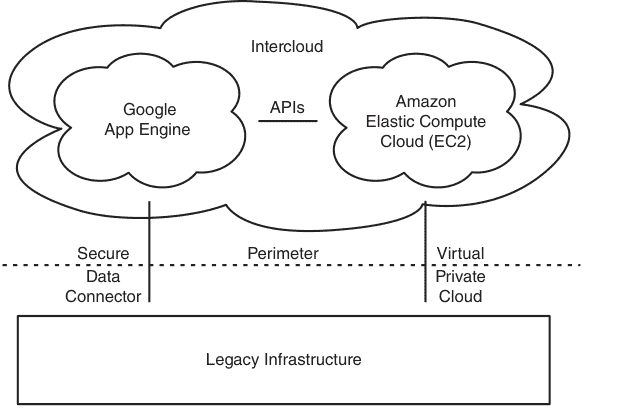 Intercloud
Google
App Engine
APIs
Amazon
Elastic Compute
Cloud (EC2)
Secure
Perimeter
Virtual
Data
Connector
Private
Cloud
Legacy Infrastructure